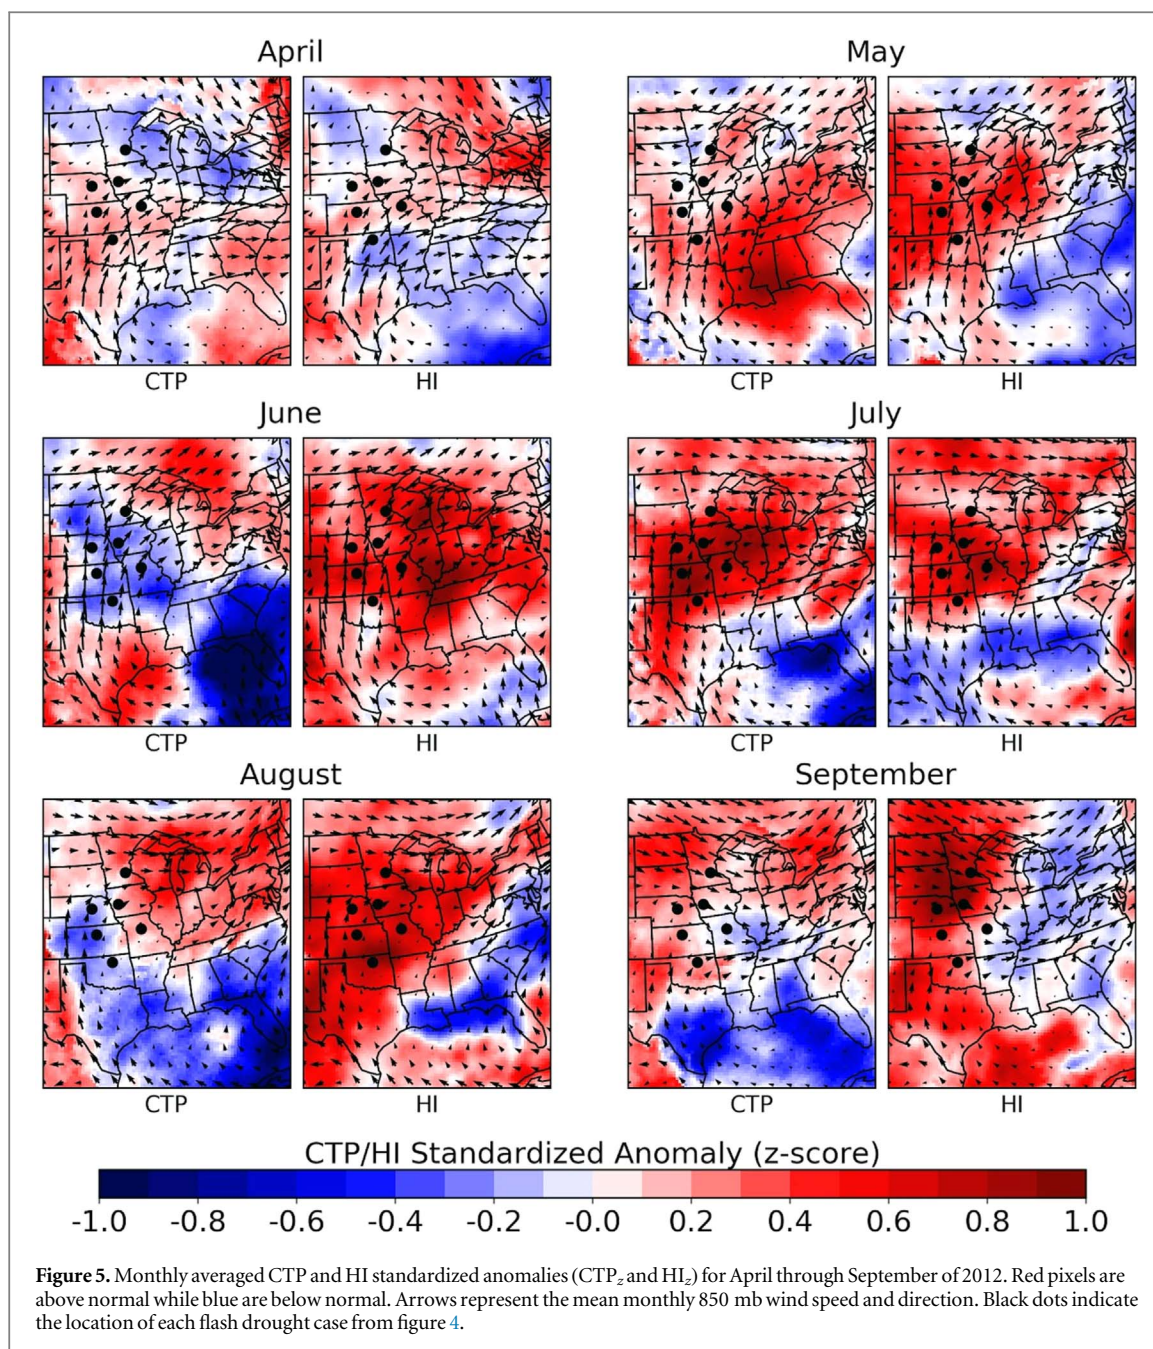 April
May
CTP
HI
CTP
HI
June
July
CTP
HI
CTP
HI
August
September
CTP
HI
CTP
HI
CTP/HI Standardized Anomaly (z-score)
-1.0 -0.8 -0.6 -0.4 -0.2 -0.0 0.2 0.4 0.6 0.8 1.0
Figure 5. Monthly averaged CTP and HI standardized anomalies (CTPz and HIz) for April through September of 2012. Red pixels are
above normal while blue are below normal. Arrows represent the mean monthly 850 mb wind speed and direction. Black dots indicate
the location of each flash drought case from figure 4.